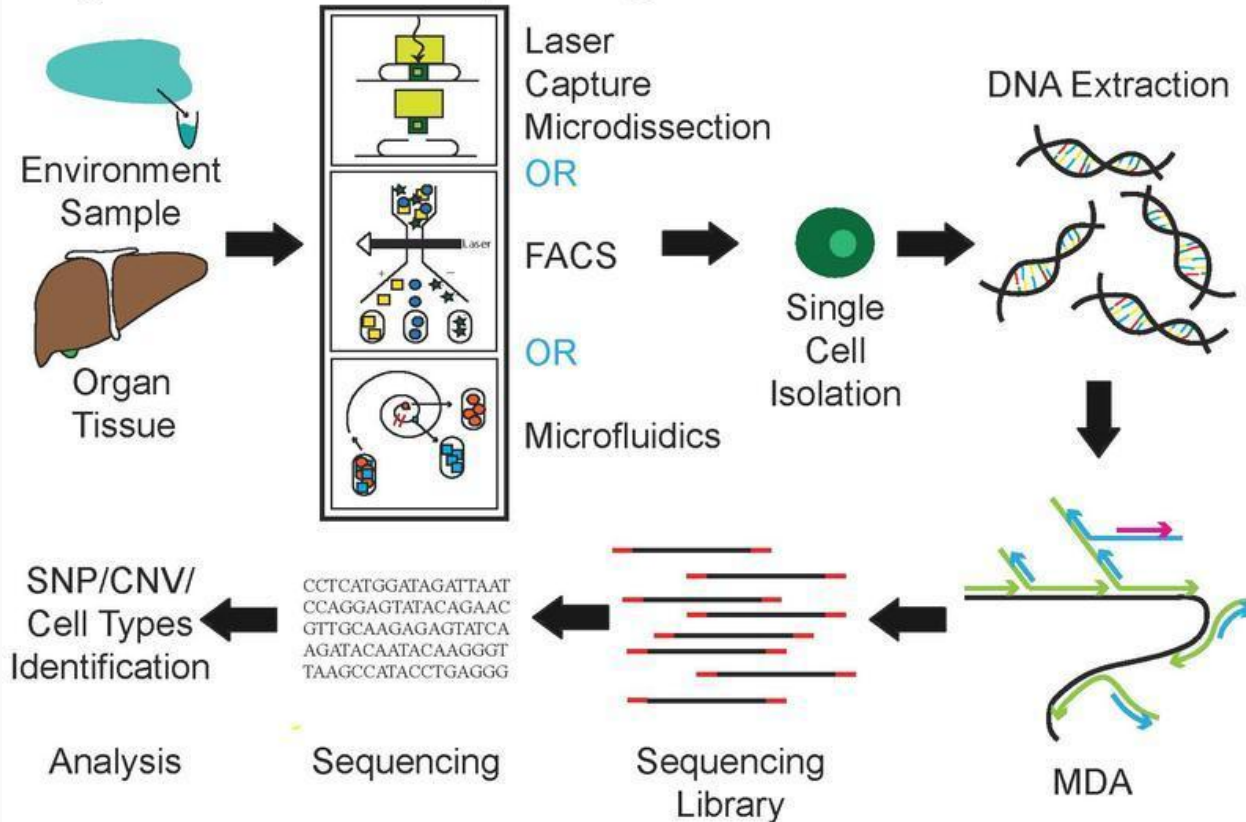 Environment
Sample
Organ
Tissue
Laser
Capture
Microdissection
OR
Laser
+
−
FACS
OR
Microfluidics
Single
Cell
Isolation
DNA Extraction
MDA
Sequencing
Library
CCTCATGGATAGATTAAT
CCAGGAGTATACAGAAC
GTTGCAAGAGAGTATCA
AGATACAATACAAGGGT
TAAGCCATACCTGAGGG
Sequencing
SNP/CNV/
Cell Types
Identification
Analysis